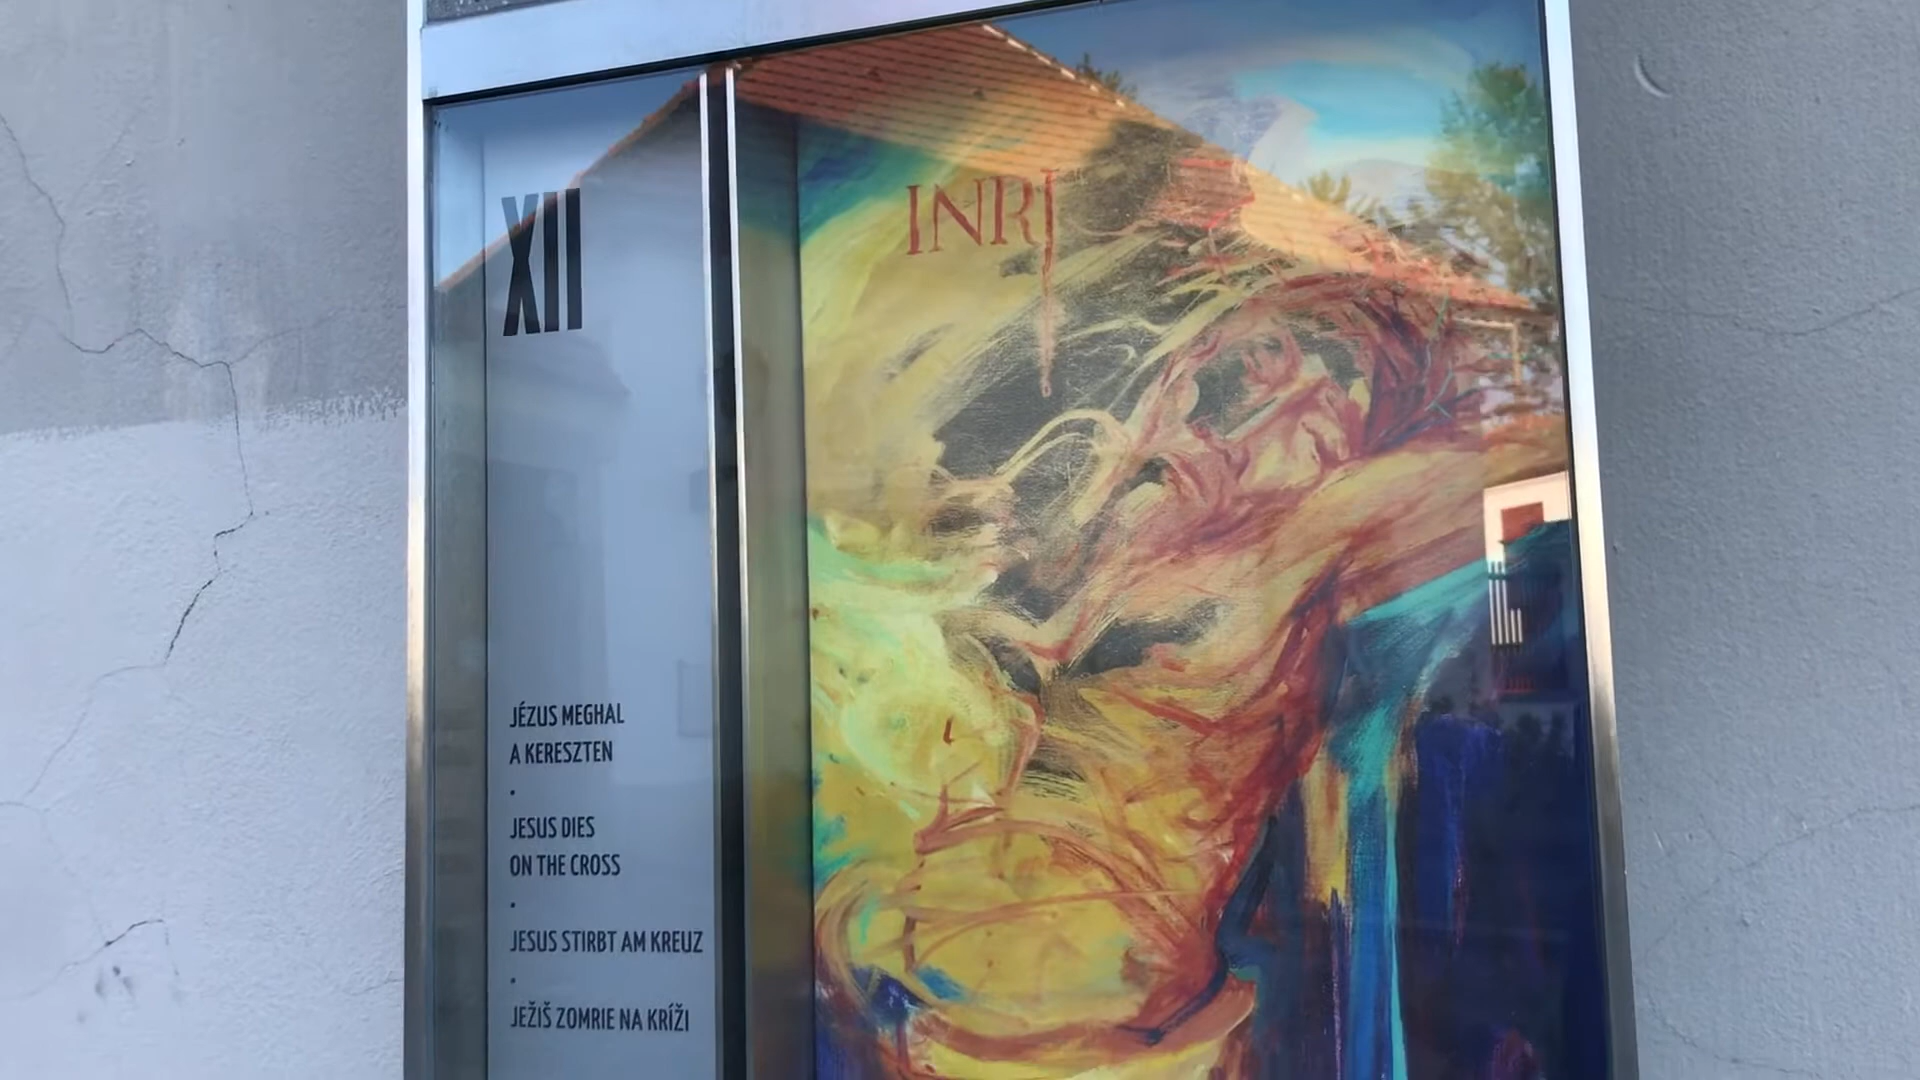 XII
INRI
JÉZUS MEGHAL
A KERESZTEN
.
JESUS DIES
ON THE CROSS
.
JESUS STIRBT AM KREUZ
.
JEŽIŠ ZOMRIE NA KRÍŽI